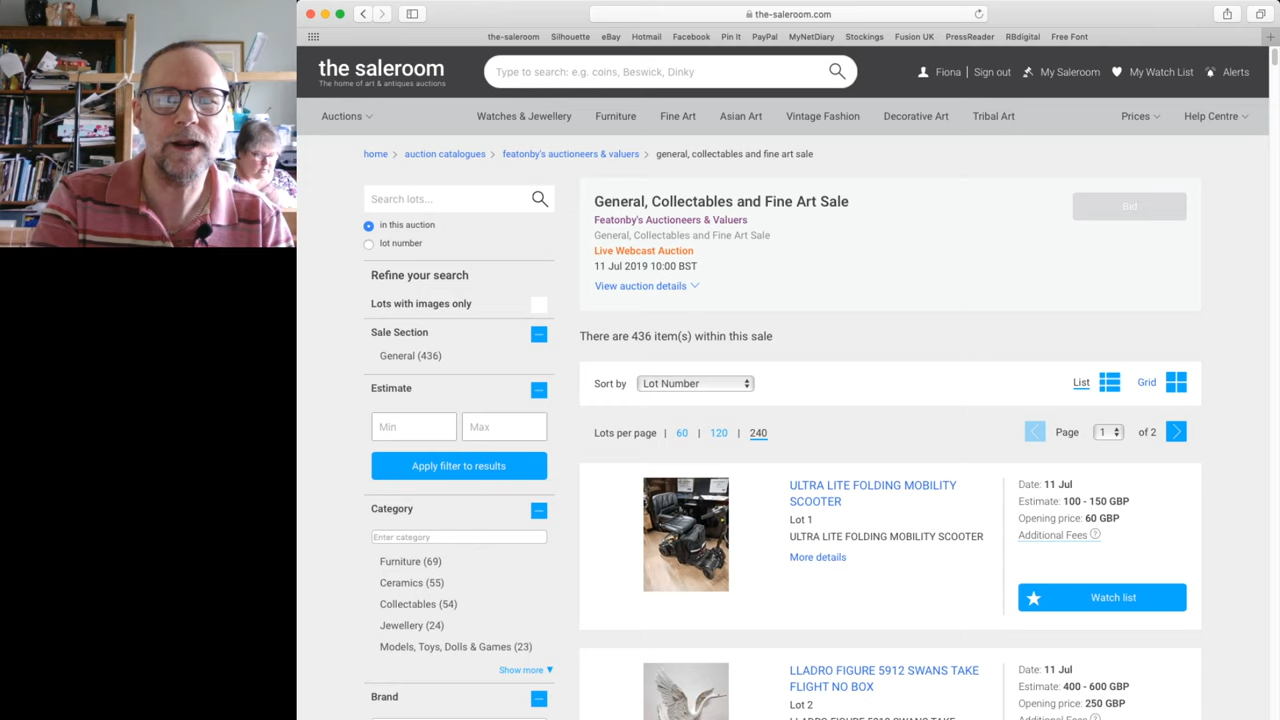 the-saleroom.com
the-saleroom Silhouette eBay Hotmail Facebook Pin It PayPal MyNetDiary Stockings Fusion UK PressReader RBdigital Free Font
the saleroom
The home of art & antiques auctions
Type to search: e.g. coins, Beswick, Dinky
Fiona | Sign out My Saleroom My Watch List Alerts
Auctions Watches & Jewellery Furniture Fine Art Asian Art Vintage Fashion Decorative Art Tribal Art Prices Help Centre
home > auction catalogues > featonby's auctioneers & valuers > general, collectables and fine art sale
Search lots...
in this auction
lot number
Refine your search
Lots with images only
Sale Section
General (436)
Estimate
Min Max
Apply filter to results
Category
Enter category
Furniture (69)
Ceramics (55)
Collectables (54)
Jewellery (24)
Models, Toys, Dolls & Games (23)
Show more ▼
Brand
General, Collectables and Fine Art Sale
Bid
Featonby's Auctioneers & Valuers
General, Collectables and Fine Art Sale
Live Webcast Auction
11 Jul 2019 10:00 BST
View auction details
There are 436 item(s) within this sale
Sort by Lot Number List Grid
Lots per page | 60 | 120 | 240 Page 1 of 2
ULTRA LITE FOLDING MOBILITY
SCOOTER
Lot 1
ULTRA LITE FOLDING MOBILITY SCOOTER
More details
Date: 11 Jul
Estimate: 100 - 150 GBP
Opening price: 60 GBP
Additional Fees ?
Watch list
LLADRO FIGURE 5912 SWANS TAKE
FLIGHT NO BOX
Lot 2
LLADRO FIGURE 5912 SWANS TAKE
Date: 11 Jul
Estimate: 400 - 600 GBP
Opening price: 250 GBP
Additional Fees